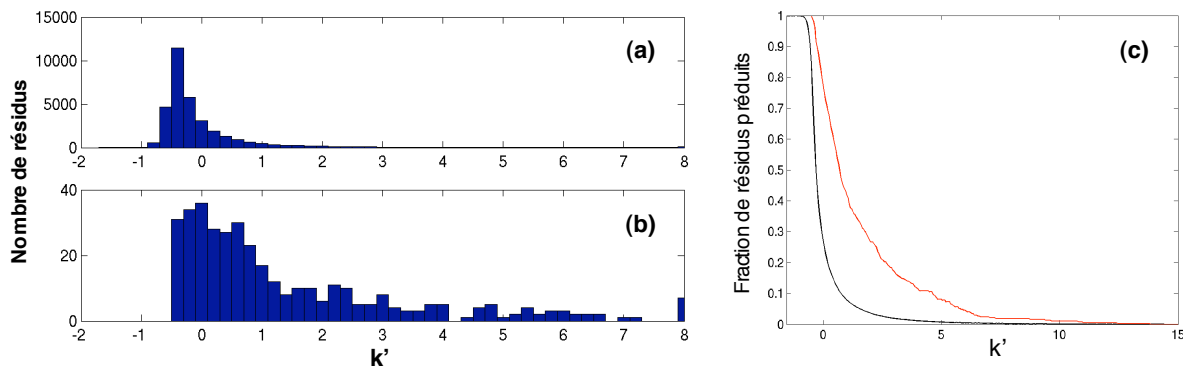 Nombre de résidus
15000
10000
5000
0
-2 -1 0 1 2 3 4 5 6 7 8
(a)
40
20
0
-2 -1 0 1 2 3 4 5 6 7 8
(b)
k'
Fraction de résidus préduits
1
0.9
0.8
0.7
0.6
0.5
0.4
0.3
0.2
0.1
0
0 5 10 15
(c)
k'